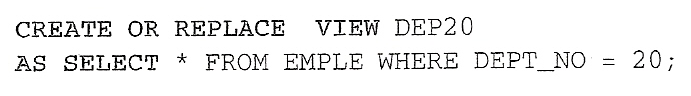 CREATE OR REPLACE VIEW DEP20
AS SELECT * FROM EMPLE WHERE DEPT_NO = 20;